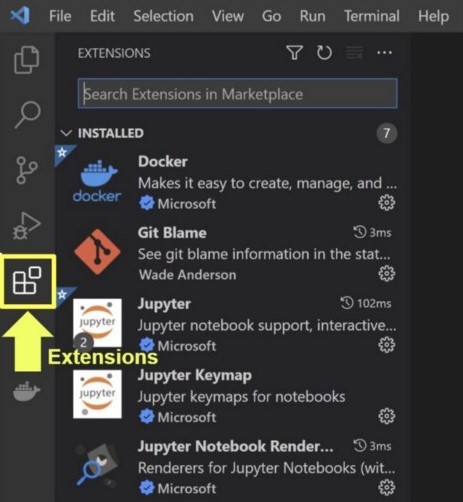 File Edit Selection View Go Run Terminal Help
EXTENSIONS
Search Extensions in Marketplace
INSTALLED 7
Docker
Makes it easy to create, manage, and ...
docker
Microsoft
Git Blame 3ms
See git blame information in the stat...
Wade Anderson
Jupyter 102ms
jupyter
Jupyter notebook support, interactive...
2
Microsoft
Extensions
Jupyter Keymap
jupyter
Jupyter keymaps for notebooks
Microsoft
Jupyter Notebook Render... 3ms
Renderers for Jupyter Notebooks (wit...
Microsoft